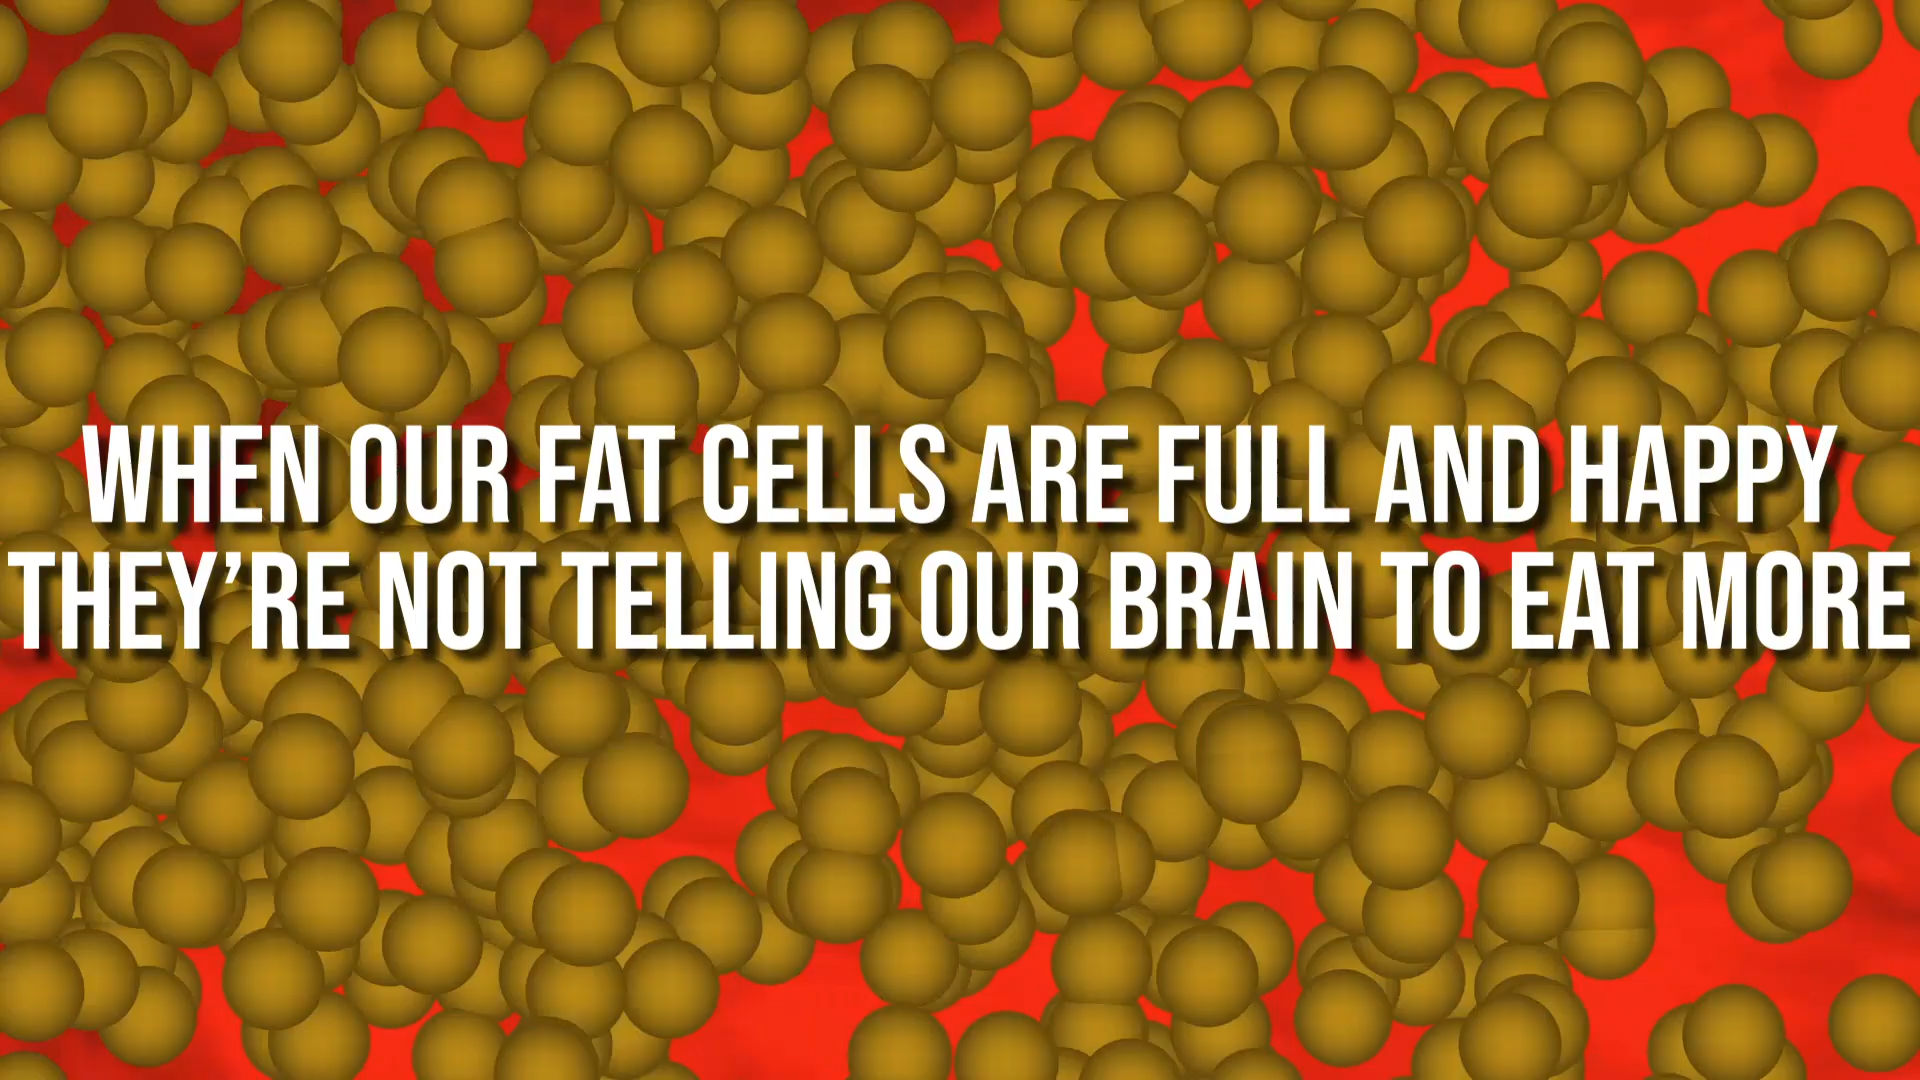 WHEN OUR FAT CELLS ARE FULL AND HAPPY
THEY’RE NOT TELLING OUR BRAIN TO EAT MORE